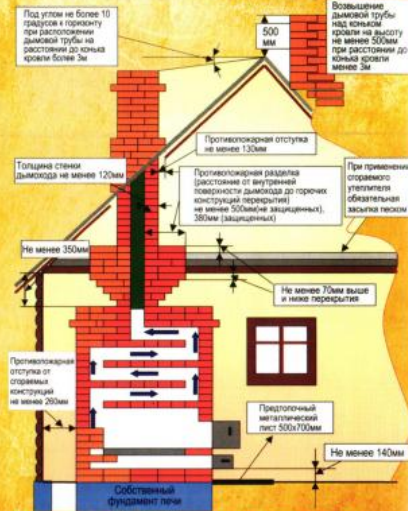 Под углом не более 10
градусов к горизонту
при расположении
дымовой трубы на
расстоянии до конька
кровли более 3м
500
мм
Возвышение
дымовой трубы
над коньком
кровли на высоту
не менее 500мм
при расстоянии до
конька кровли
менее 3м
Противопожарная отступка
не менее 130мм
Толщина стенки
дымохода не менее 120мм
Противопожарная разделка
(расстояние от внутренней
поверхности дымохода до горючих
конструкций перекрытия)
не менее 500мм(не защищенных),
380мм (защищенных)
При применении
сгораемого
утеплителя
обязательная
засыпка песком
Не менее 350мм
Не менее 70мм выше
и ниже перекрытия
Противопожарная
отступка от
сгораемых
конструкций
не менее 260мм
Предтопочный
металлический
лист 500х700мм
Не менее 140мм
Собственный
фундамент печи